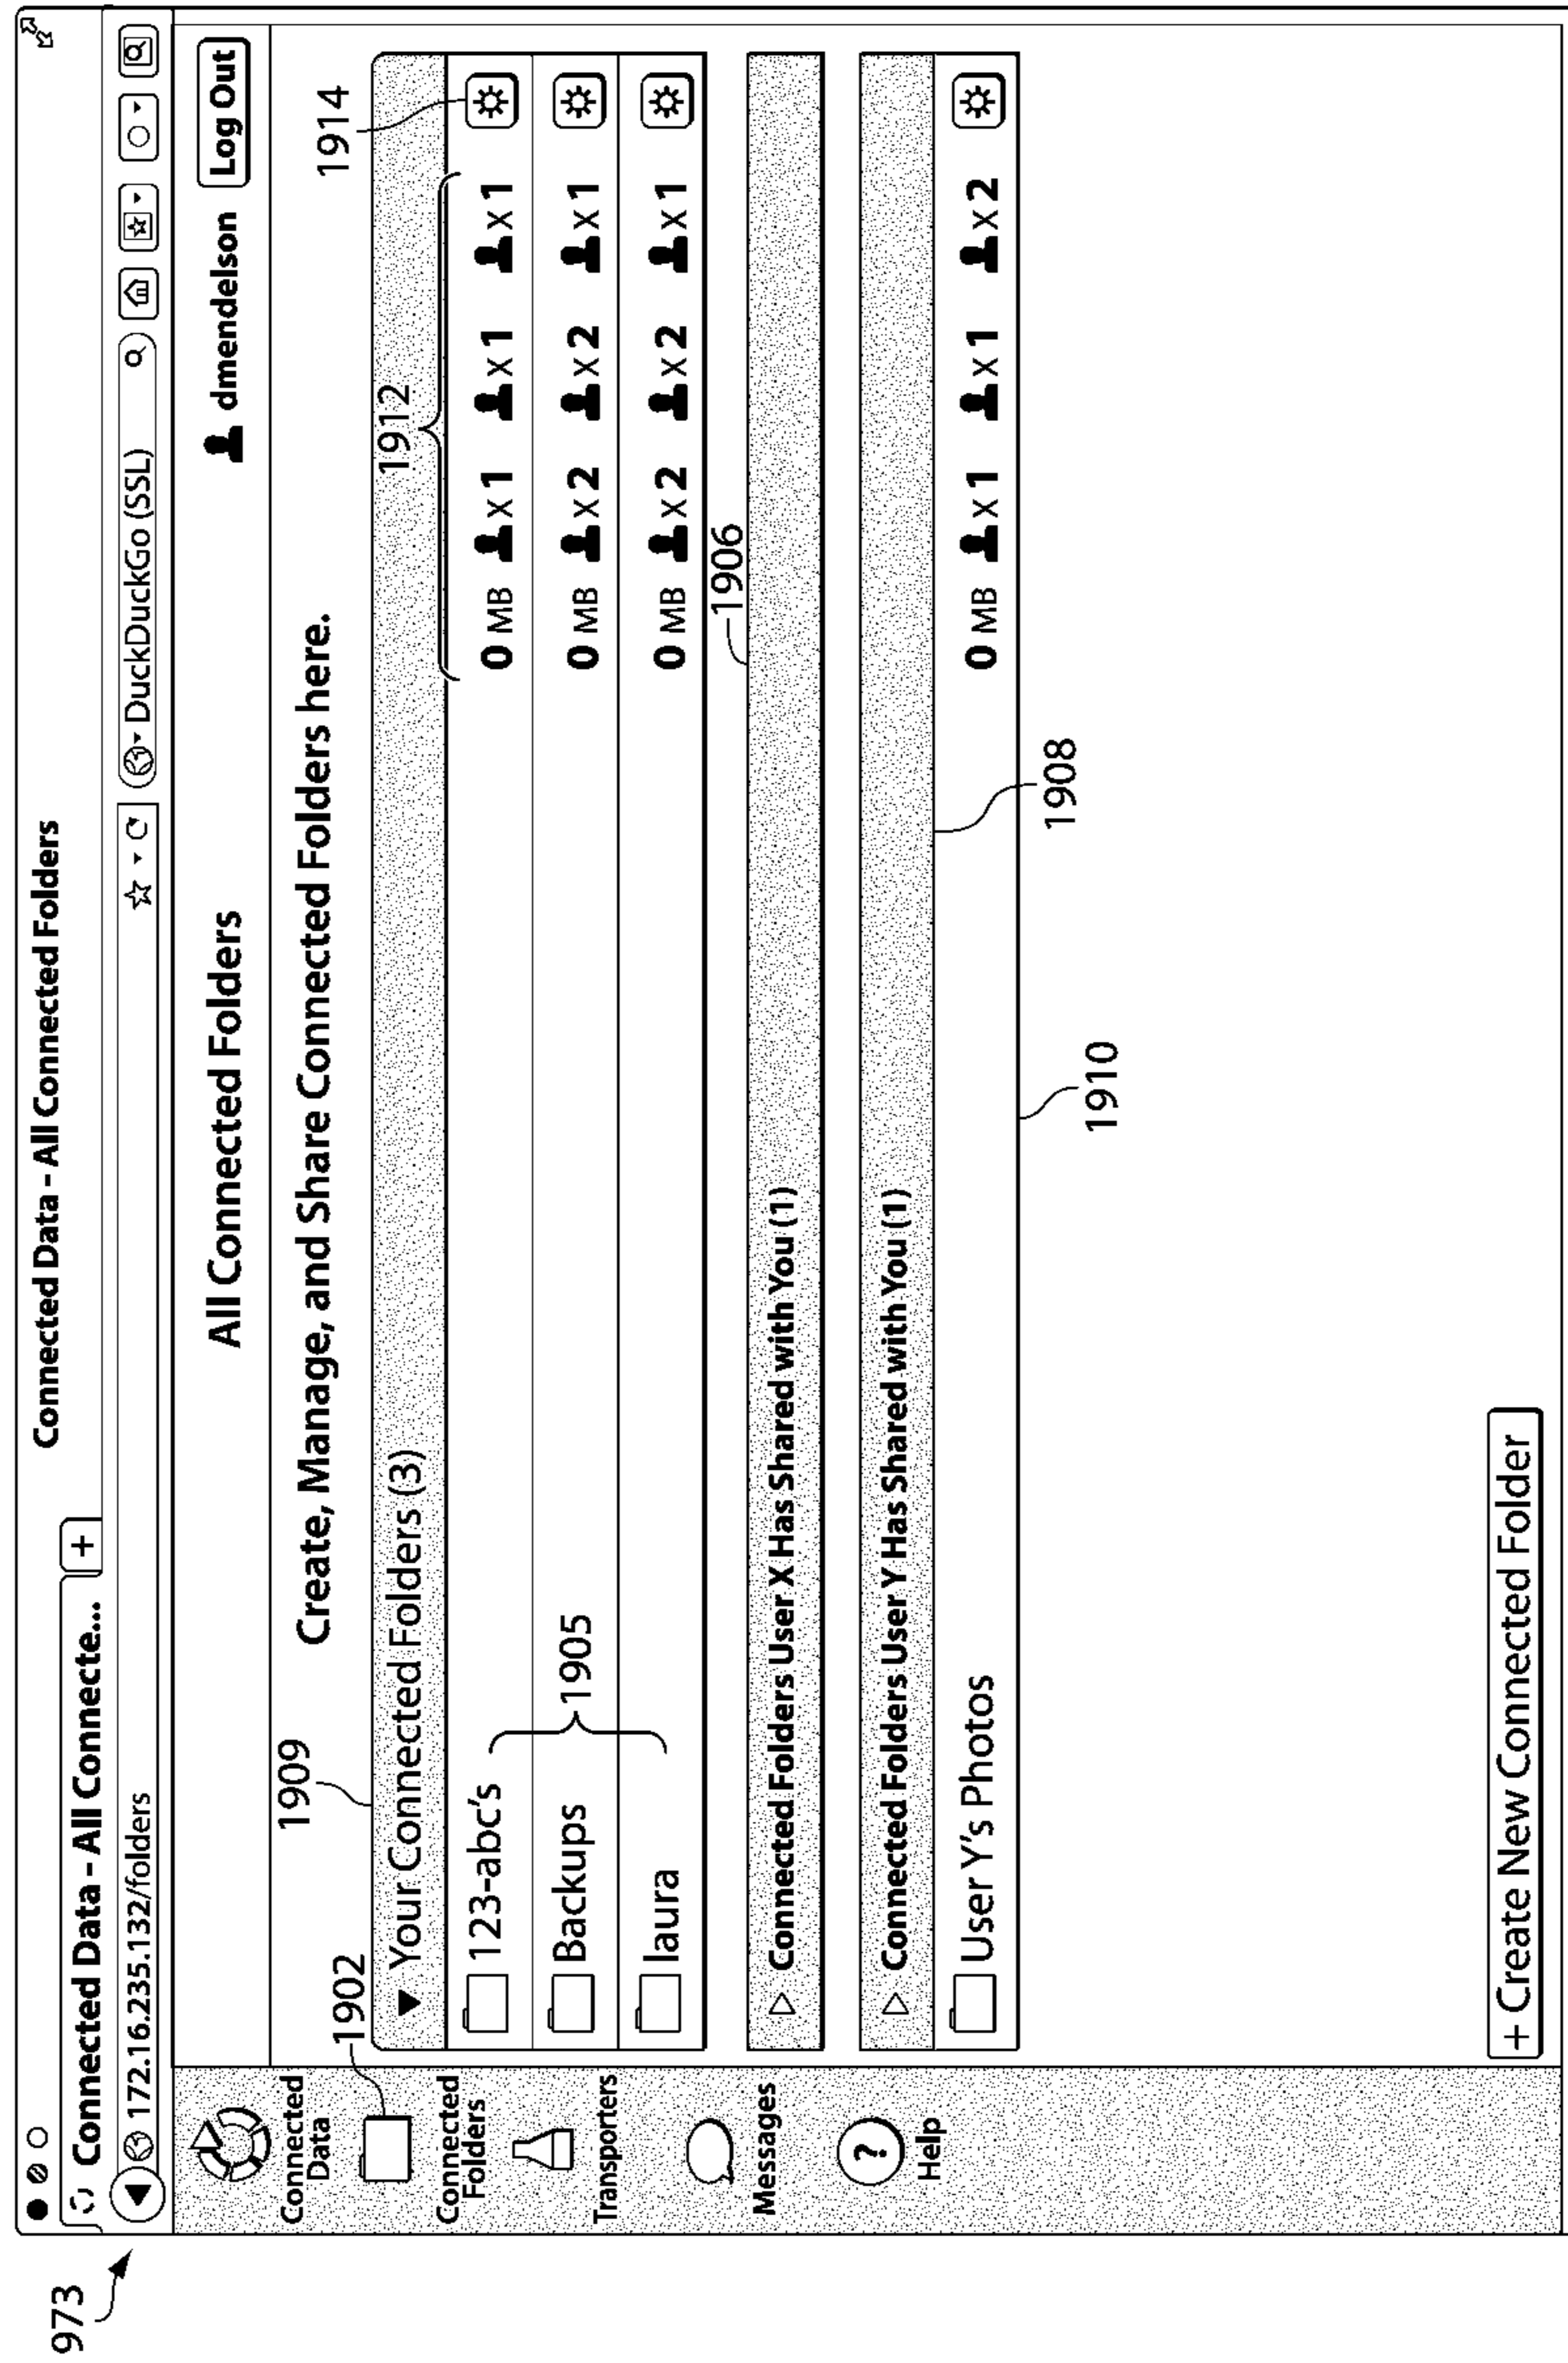 973
Connected Data - All Connected Folders
Connected Data - All Connecte...
+
172.16.235.132/folders
DuckDuckGo (SSL)
All Connected Folders
dmendelson
Log Out
Create, Manage, and Share Connected Folders here.
1909
1914
1902
Your Connected Folders (3)
1912
123-abc's
0 MB x 1 x 1 x 1
Backups
1905
0 MB x 2 x 2 x 1
laura
0 MB x 2 x 2 x 1
1906
Connected Folders User X Has Shared with You (1)
Connected Folders User Y Has Shared with You (1)
User Y's Photos
0 MB x 1 x 1 x 2
1908
1910
+ Create New Connected Folder
Connected
Data
Connected
Folders
Transporters
Messages
?
Help